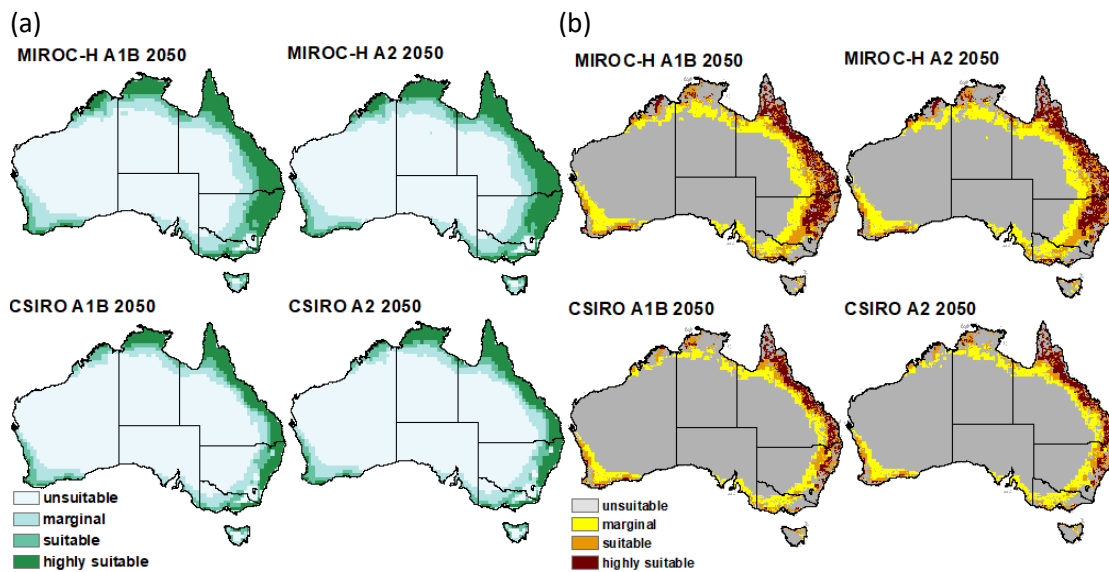 (a)
(b)
MIROC-H A1B 2050
MIROC-H A2 2050
MIROC-H A1B 2050
MIROC-H A2 2050
CSIRO A1B 2050
CSIRO A2 2050
CSIRO A1B 2050
CSIRO A2 2050
unsuitable
marginal
suitable
highly suitable
unsuitable
marginal
suitable
highly suitable